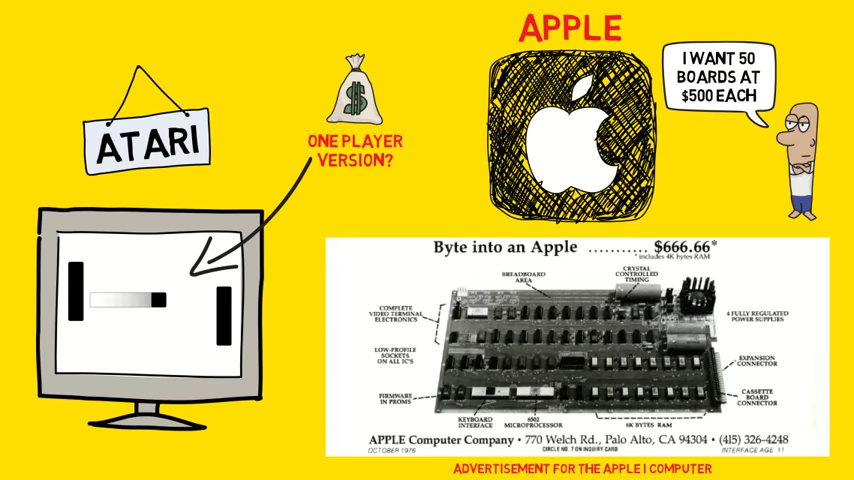 ATARI
ONE PLAYER
VERSION?
APPLE
I WANT 50
BOARDS AT
$500 EACH
Byte into an Apple .......... $666.66*
*includes 4K bytes RAM
BREADBOARD
AREA
CRYSTAL
CONTROLLED
TIMING
COMPLETE
VIDEO TERMINAL
ELECTRONICS
4 FULLY REGULATED
POWER SUPPLIES
LOW-PROFILE
SOCKETS
ON ALL IC'S
EXPANSION
CONNECTOR
FIRMWARE
IN PROMS
CASSETTE
BOARD
CONNECTOR
KEYBOARD
INTERFACE
6502
MICROPROCESSOR
8K BYTES RAM
APPLE Computer Company • 770 Welch Rd., Palo Alto, CA 94304 • (415) 326-4248
OCTOBER 1976
CIRCLE NO. 7 ON INQUIRY CARD
INTERFACE AGE 11
ADVERTISEMENT FOR THE APPLE I COMPUTER